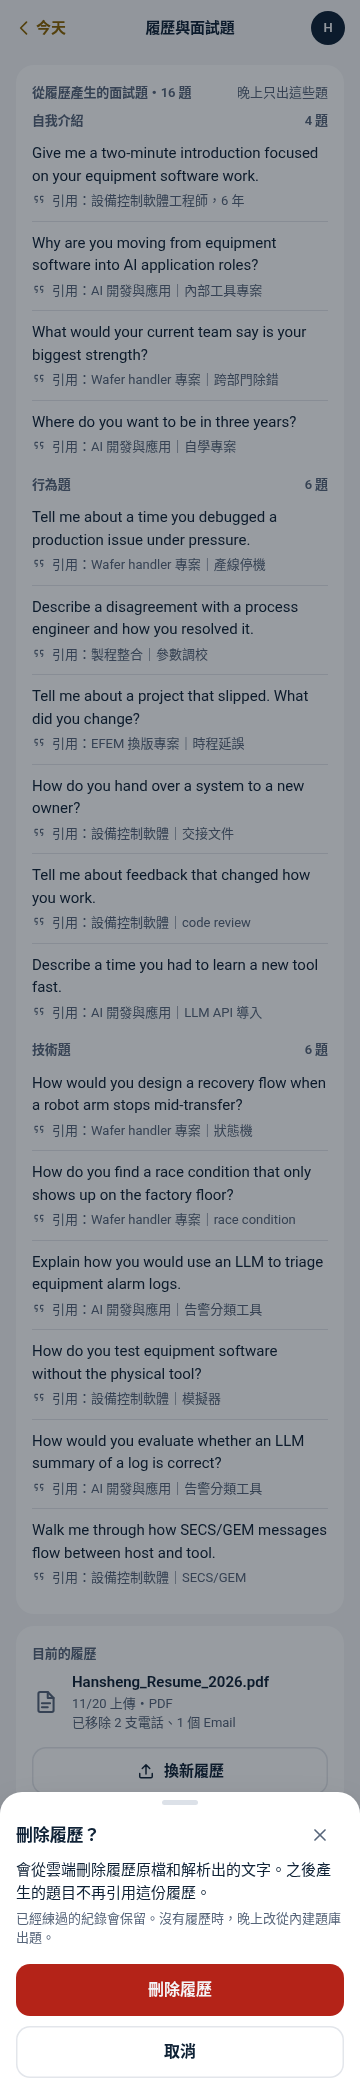 今天
履歷與面試題
H
從履歷產生的面試題・16 題
晚上只出這些題
自我介紹
4 題
Give me a two-minute introduction focused
on your equipment software work.
引用：設備控制軟體工程師，6 年
Why are you moving from equipment
software into AI application roles?
引用：AI 開發與應用｜內部工具專案
What would your current team say is your
biggest strength?
引用：Wafer handler 專案｜跨部門除錯
Where do you want to be in three years?
引用：AI 開發與應用｜自學專案
行為題
6 題
Tell me about a time you debugged a
production issue under pressure.
引用：Wafer handler 專案｜產線停機
Describe a disagreement with a process
engineer and how you resolved it.
引用：製程整合｜參數調校
Tell me about a project that slipped. What
did you change?
引用：EFEM 換版專案｜時程延誤
How do you hand over a system to a new
owner?
引用：設備控制軟體｜交接文件
Tell me about feedback that changed how
you work.
引用：設備控制軟體｜code review
Describe a time you had to learn a new tool
fast.
引用：AI 開發與應用｜LLM API 導入
技術題
6 題
How would you design a recovery flow when
a robot arm stops mid-transfer?
引用：Wafer handler 專案｜狀態機
How do you find a race condition that only
shows up on the factory floor?
引用：Wafer handler 專案｜race condition
Explain how you would use an LLM to triage
equipment alarm logs.
引用：AI 開發與應用｜告警分類工具
How do you test equipment software
without the physical tool?
引用：設備控制軟體｜模擬器
How would you evaluate whether an LLM
summary of a log is correct?
引用：AI 開發與應用｜告警分類工具
Walk me through how SECS/GEM messages
flow between host and tool.
引用：設備控制軟體｜SECS/GEM
目前的履歷
Hansheng_Resume_2026.pdf
11/20 上傳・PDF
已移除 2 支電話、1 個 Email
換新履歷
刪除履歷？
會從雲端刪除履歷原檔和解析出的文字。之後產
生的題目不再引用這份履歷。
已經練過的紀錄會保留。沒有履歷時，晚上改從內建題庫
出題。
刪除履歷
取消